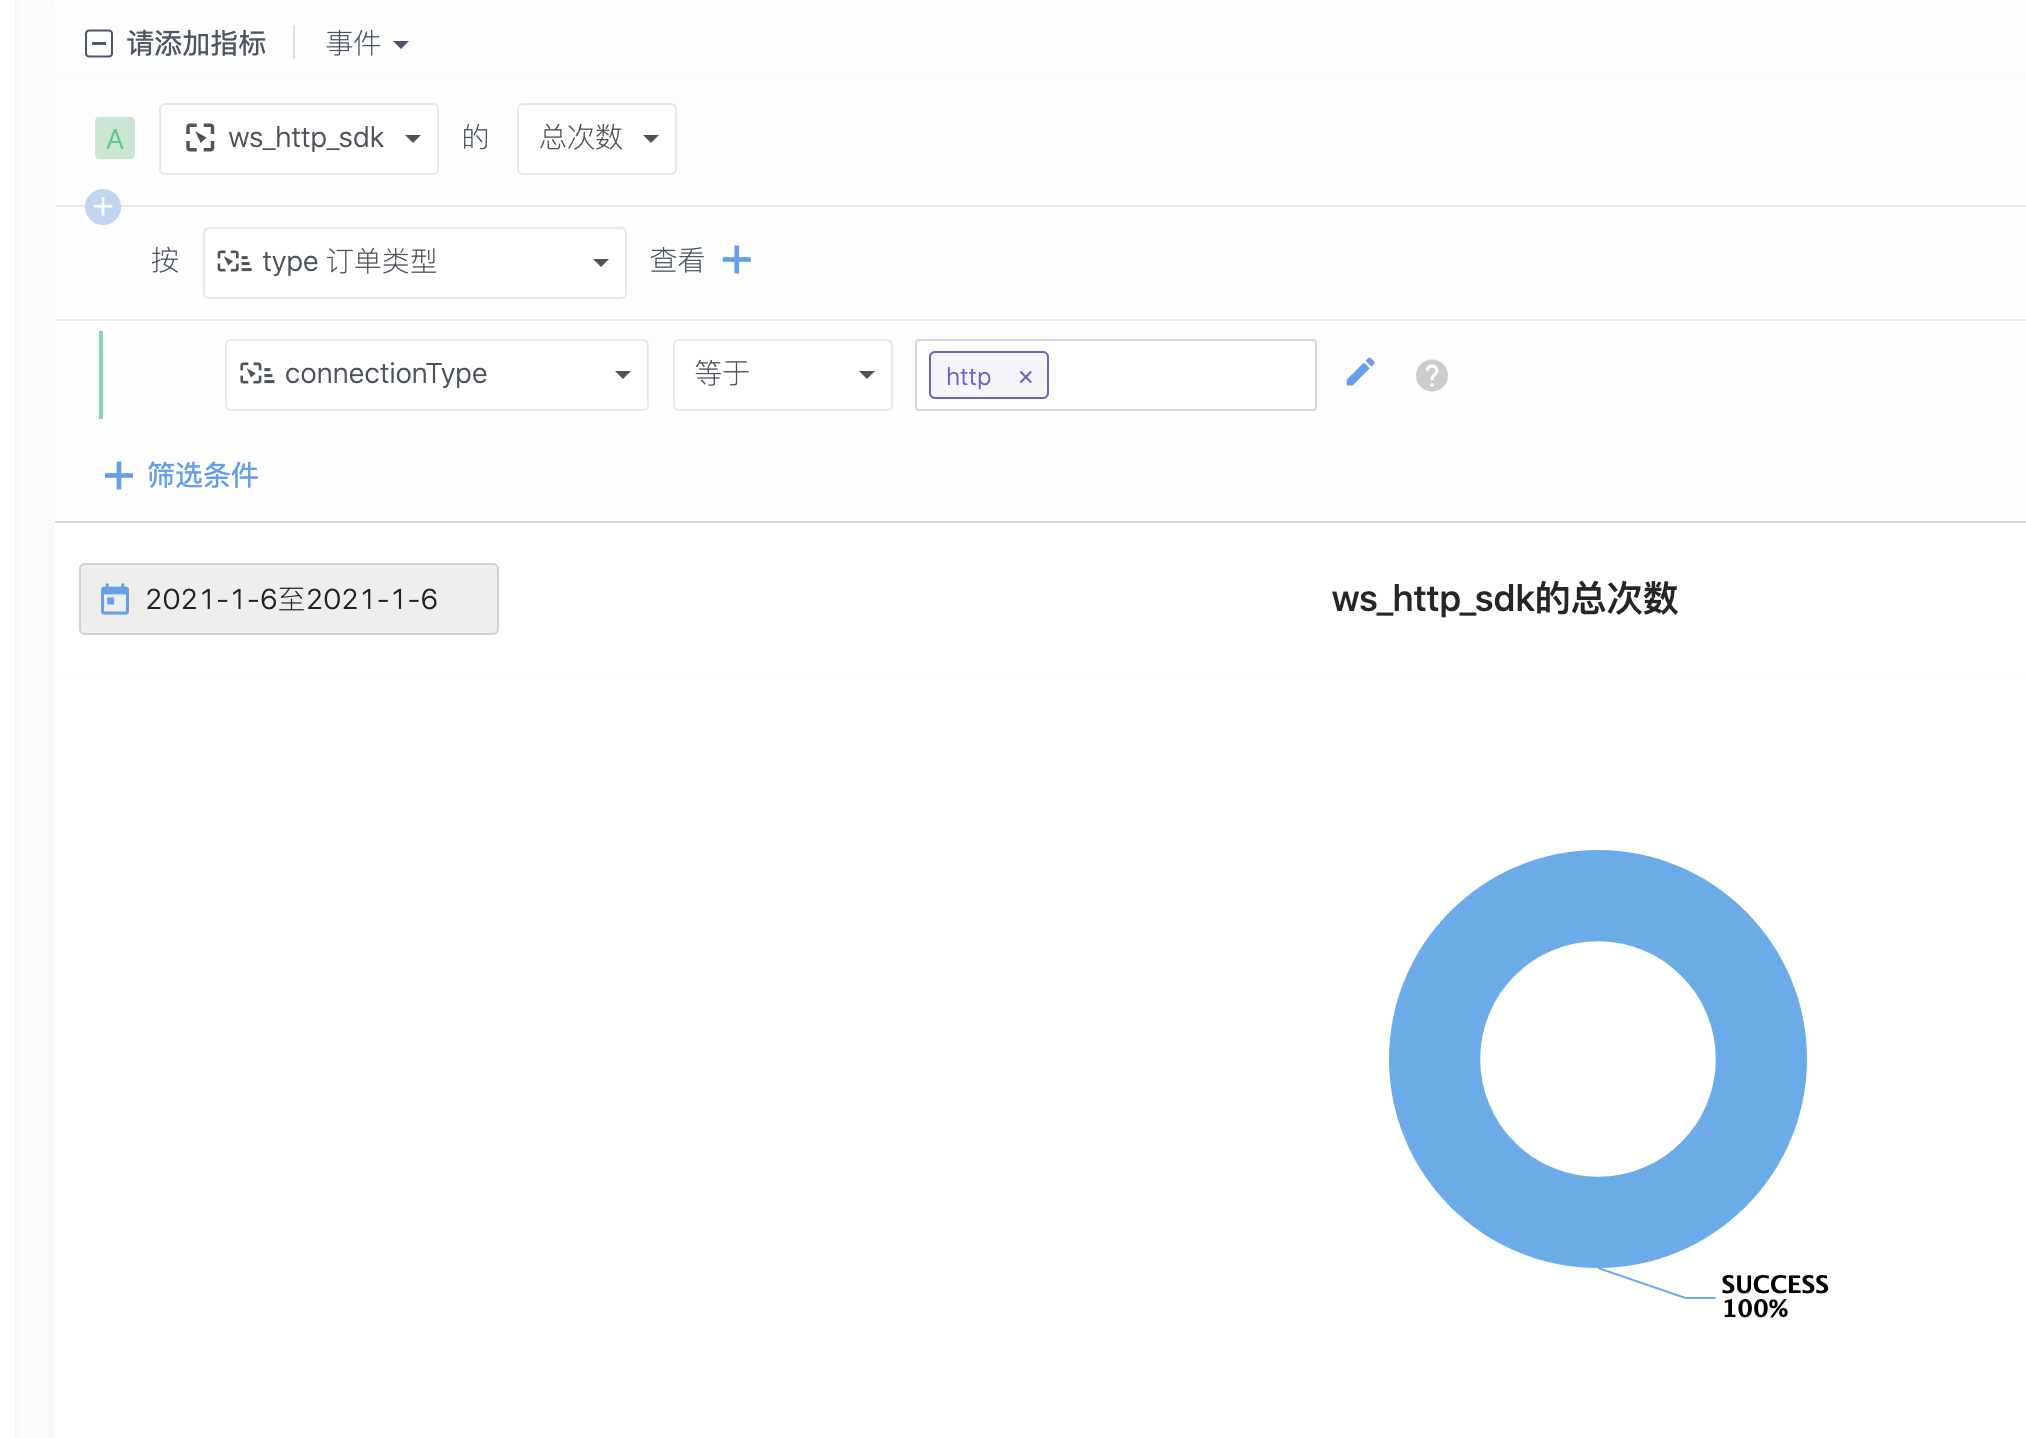 请添加指标 事件
A ws_http_sdk 的 总次数
按 type 订单类型 查看
connectionType 等于 http ×
筛选条件
2021-1-6至2021-1-6
ws_http_sdk的总次数
SUCCESS
100%